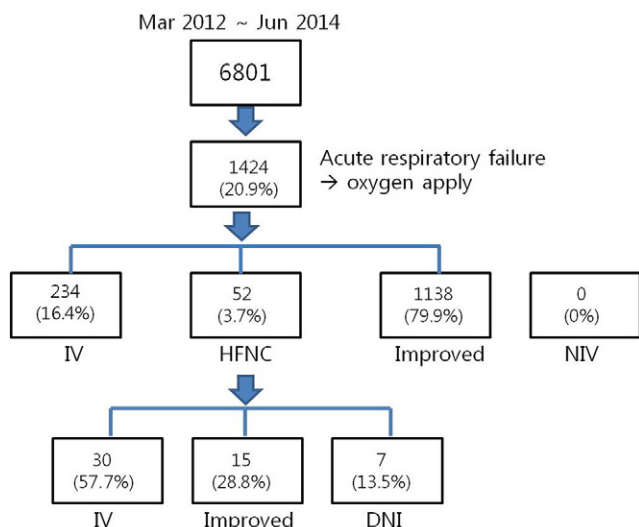 Mar 2012 ~ Jun 2014
6801
1424
(20.9%)
Acute respiratory failure
→ oxygen apply
234
(16.4%)
52
(3.7%)
1138
(79.9%)
0
(0%)
IV
HFNC
Improved
NIV
30
(57.7%)
15
(28.8%)
7
(13.5%)
IV
Improved
DNI